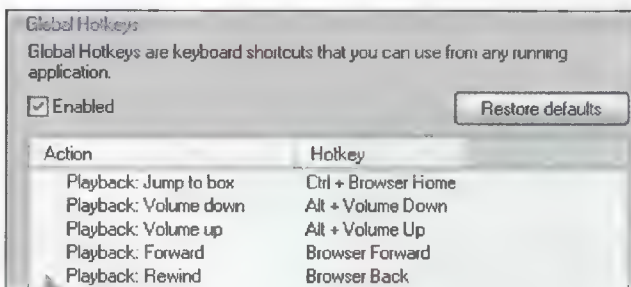 Global Hotkeys
Global Hotkeys are keyboard shortcuts that you can use from any running
application.
Enabled
Restore defaults
Action Hotkey
Playback: Jump to box Ctrl + Browser Home
Playback: Volume down Alt + Volume Down
Playback: Volume up Alt + Volume Up
Playback: Forward Browser Forward
Playback: Rewind Browser Back